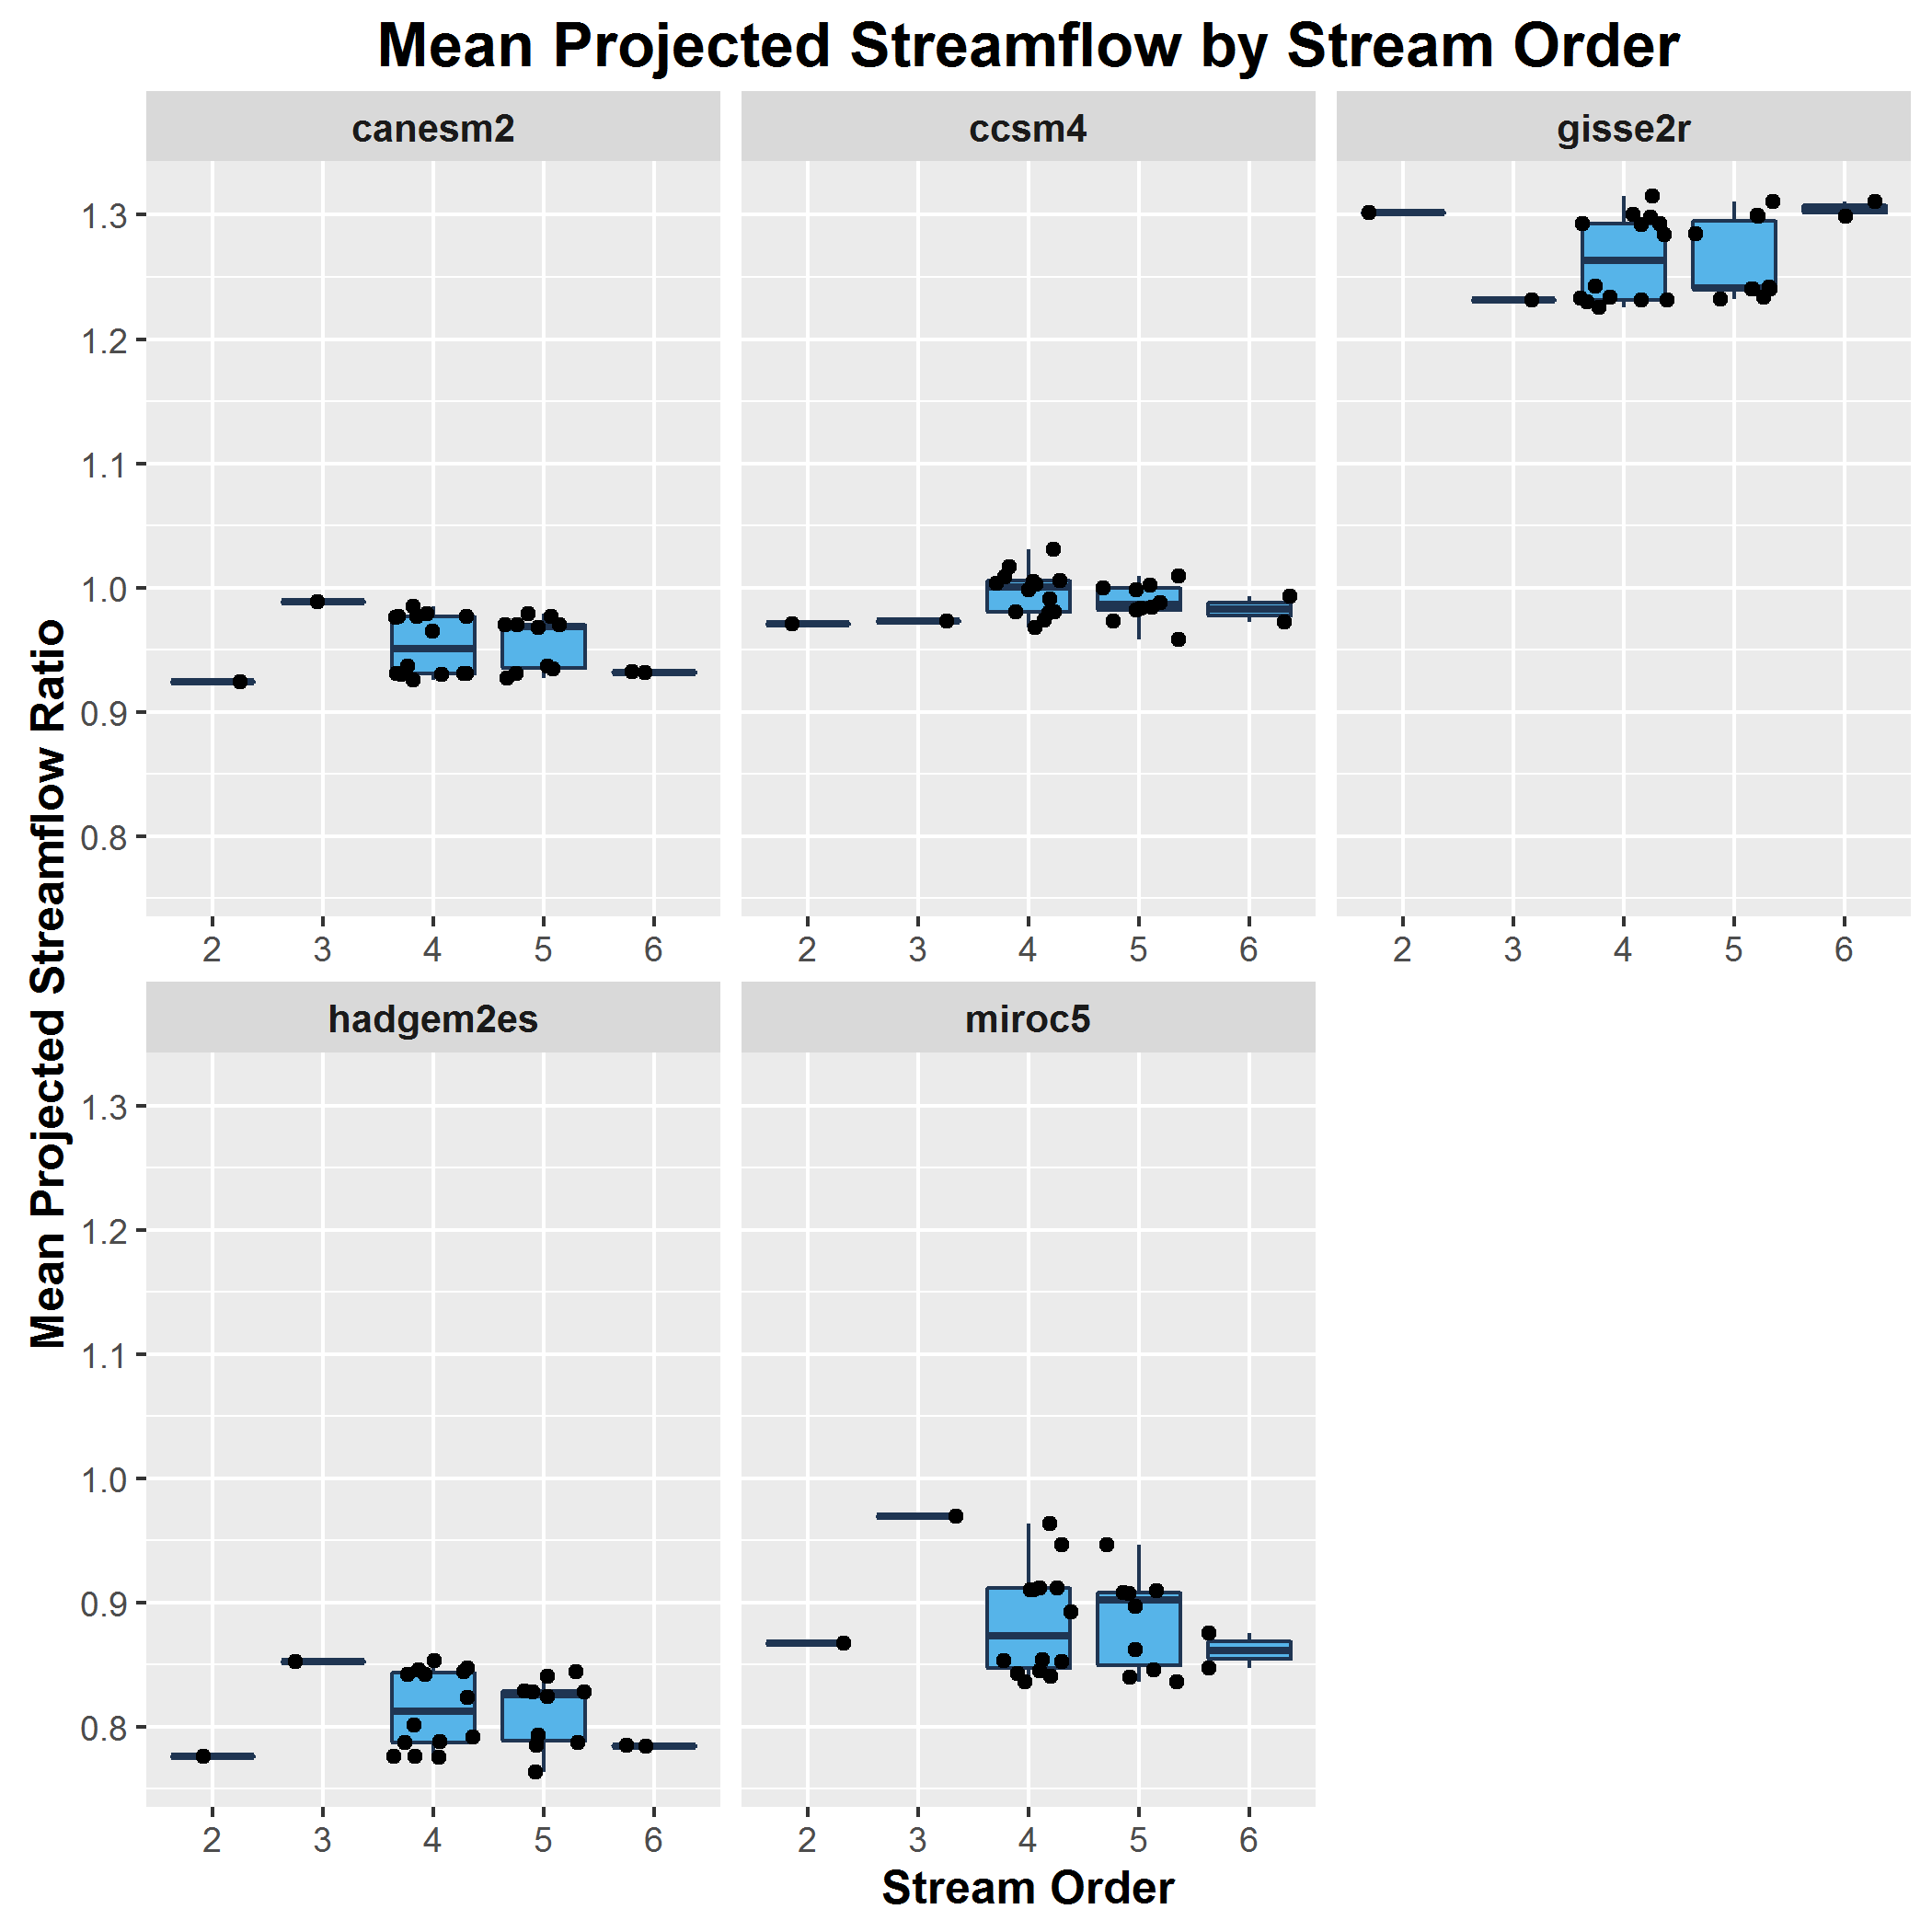 Mean Projected Streamflow by Stream Order
canesm2 ccsm4 gisse2r
1.3
1.2
1.1
1.0
0.9
0.8
2 3 4 5 6 2 3 4 5 6 2 3 4 5 6
Mean Projected Streamflow Ratio
hadgem2es miroc5
1.3
1.2
1.1
1.0
0.9
0.8
2 3 4 5 6 2 3 4 5 6
Stream Order